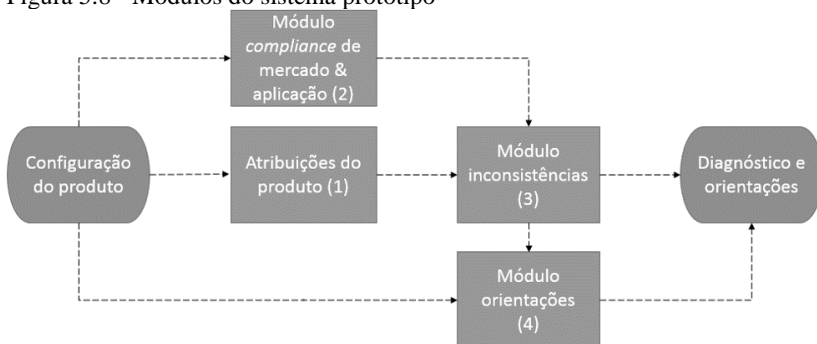 Figura 3.8 - Módulos do sistema protótipo
Módulo
compliance de
mercado &
aplicação (2)
Configuração
do produto
Atribuições do
produto (1)
Módulo
inconsistências
(3)
Diagnóstico e
orientações
Módulo
orientações
(4)